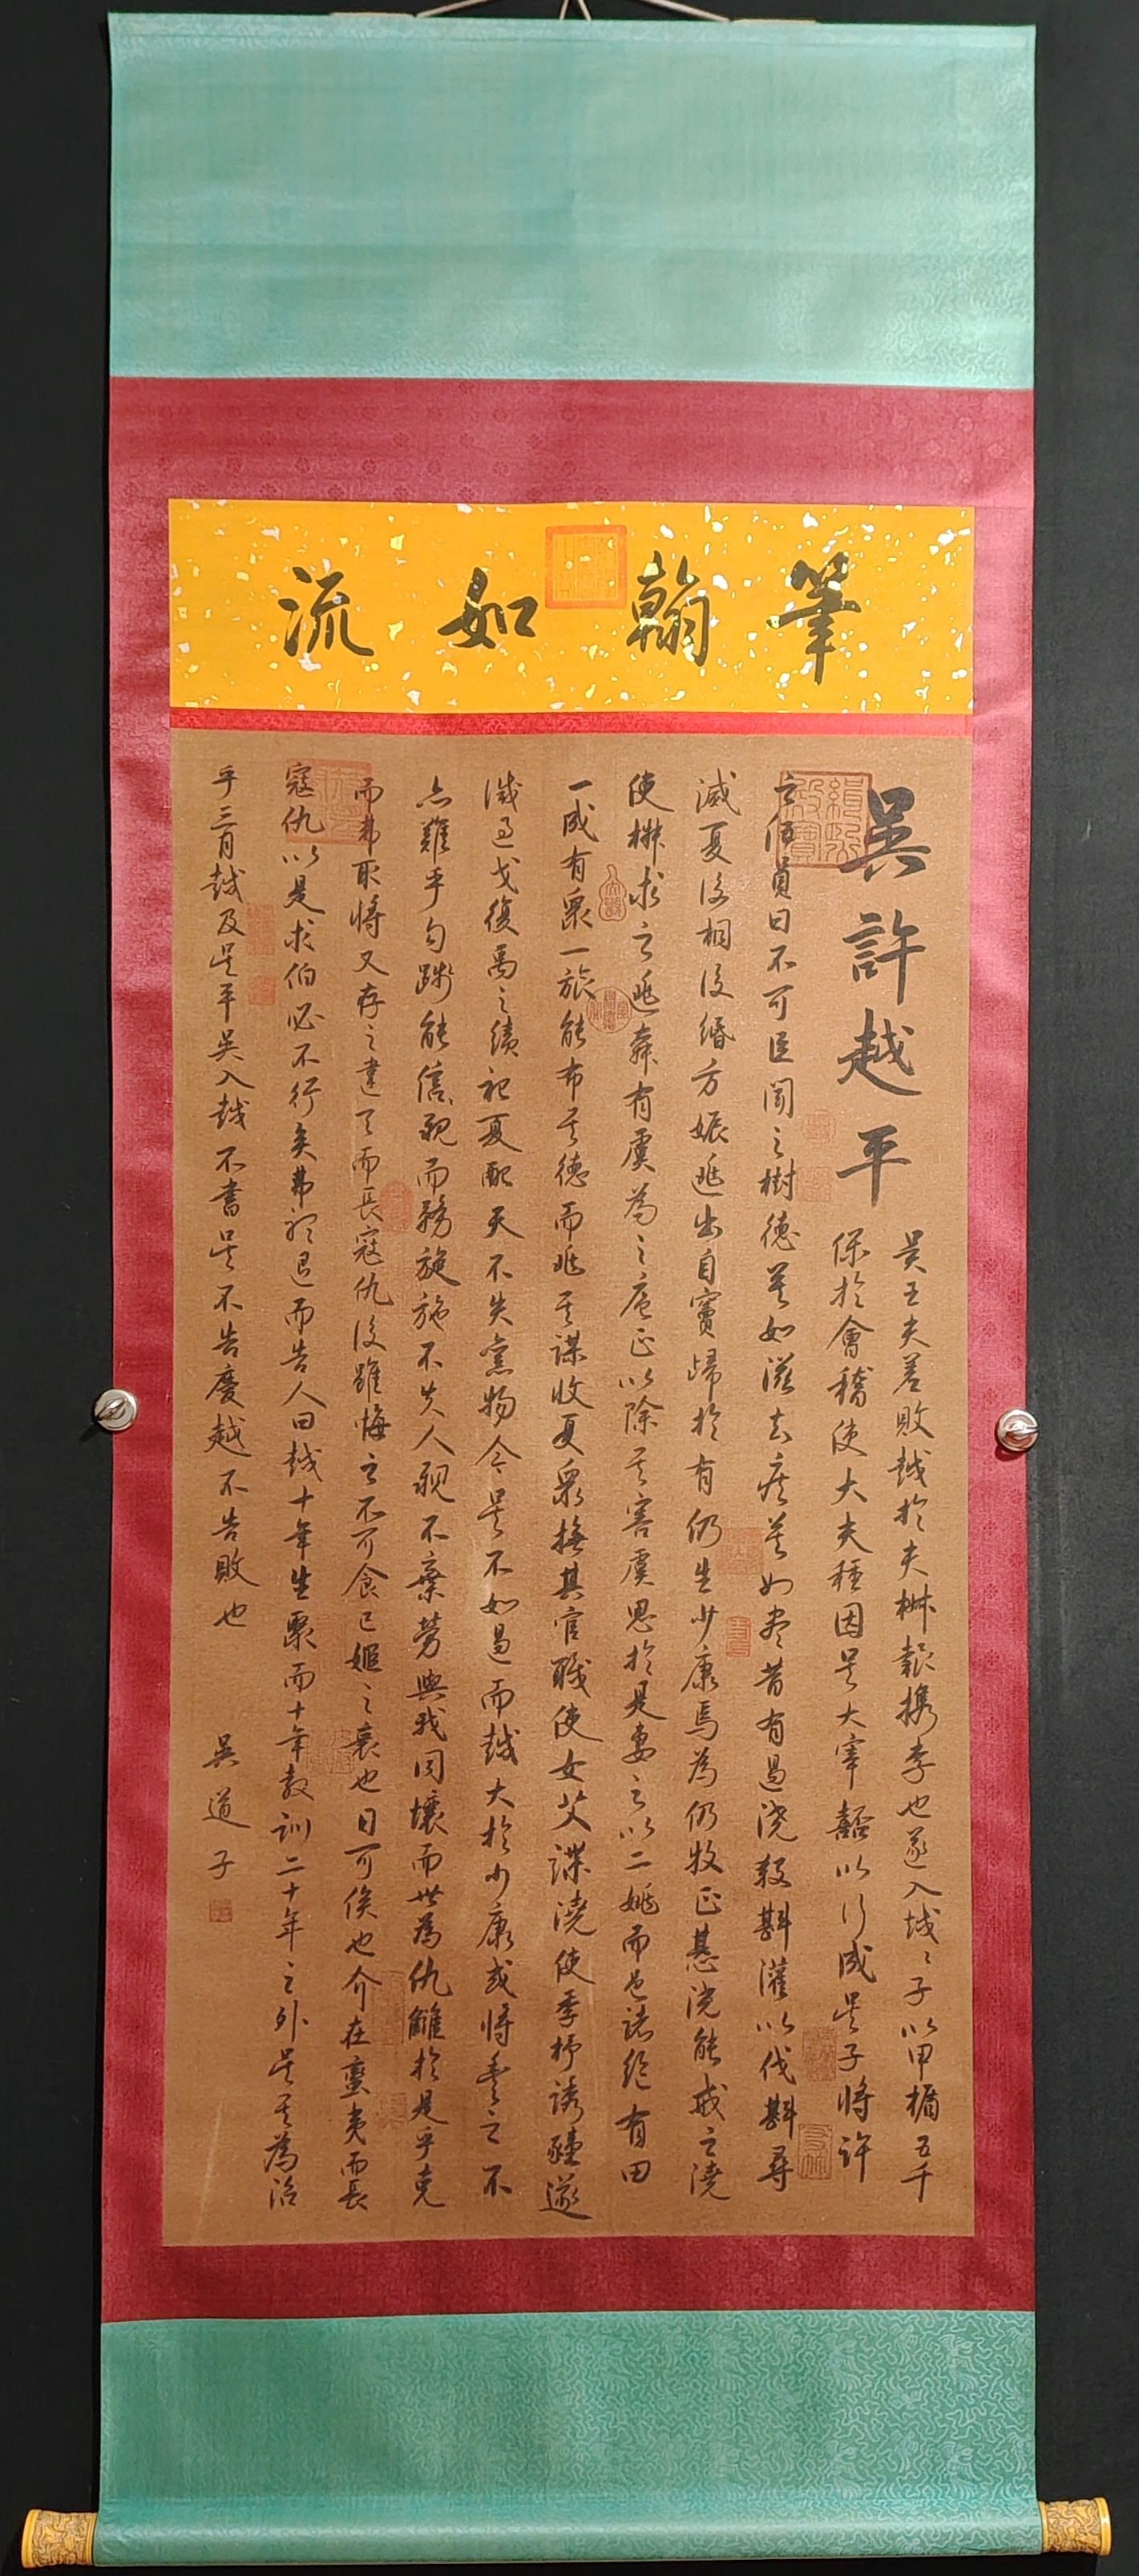 筆翰如流
吳許越平
吳王夫差敗越於夫椒報携李也遂入越々子以甲楯五千
保於會稽使大夫種因吳大宰嚭以行成吳子將許
之伍員曰不可臣聞之樹德莫如滋去疾莫如盡昔有過浇殺斟灌以伐斟尋
滅夏後相後緡方娠逃出自竇歸於有仍生少康焉為仍牧正惎浇能戒之澆
使椒求之逃奔有虞為之庖正以除其害虞思於是妻之以二姚而邑諸綸有田
一成有衆一旅能布其德而兆其謀收夏衆撫其官職使女艾諜澆使季杼誘豷遂
滅過戈復禹之績祀夏配天不失舊物今吳不如過而越大於少康或將豊之不
亦難乎勾踐能信親而務施施不失人親不棄勞與我同壤而世為仇雠於是乎克
而弗取將又存之違天而長寇仇後雖悔之不可食已姬之衰也日可俟也介在蠻夷而長
寇仇以是求伯必不行矣弗聽退而告人曰越十年生聚而十年教訓二十年之外吳其為沼
乎三月越及吳平吳入越不書吳不告慶越不告敗也
吳道子